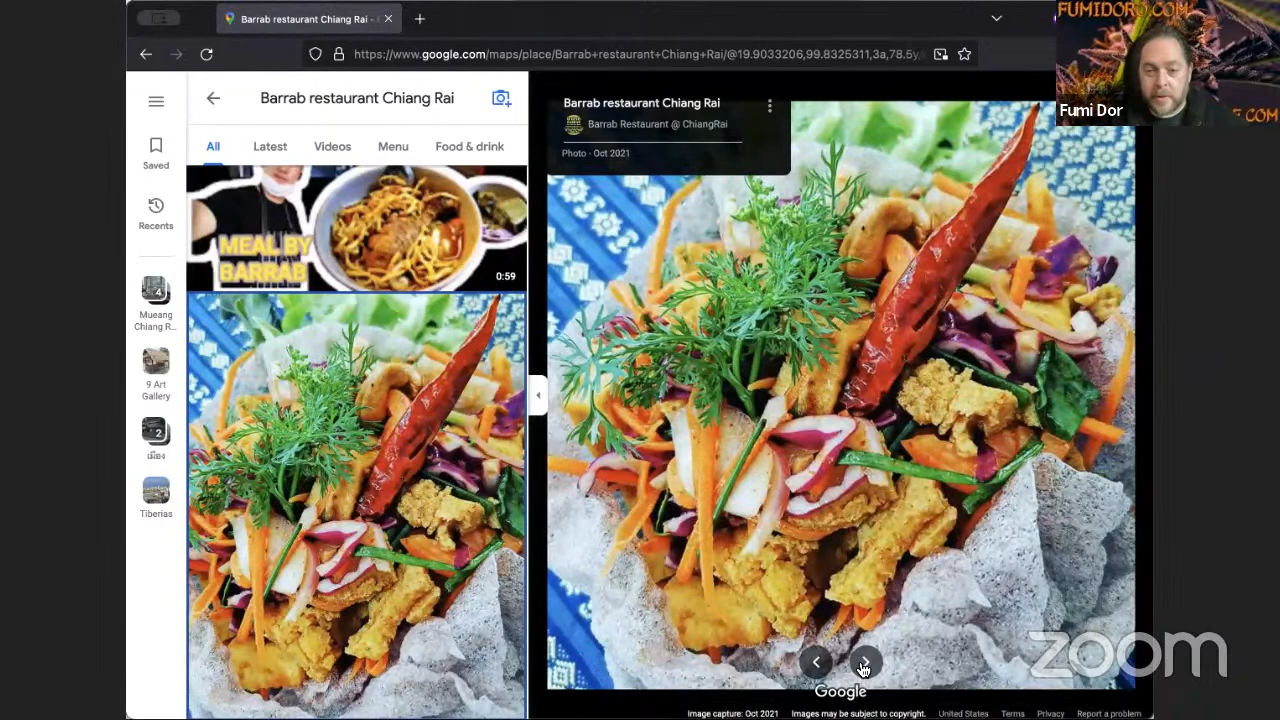 Barrab restaurant Chiang Rai -
https://www.google.com/maps/place/Barrab+restaurant+Chiang+Rai/@19.9033206,99.8325311,3a,78.5y,
FUMIDORO.COM
Fumi Dor
E.COM
Saved
Recents
4
Mueang
Chiang R...
9 Art
Gallery
2
เมือง
Tiberias
Barrab restaurant Chiang Rai
All
Latest
Videos
Menu
Food & drink
MEAL BY
BARRAB
0:59
Barrab restaurant Chiang Rai
Barrab Restaurant @ ChiangRai
Photo - Oct 2021
zoom
Google
Image capture: Oct 2021 Images may be subject to copyright. United States Terms Privacy Report a problem